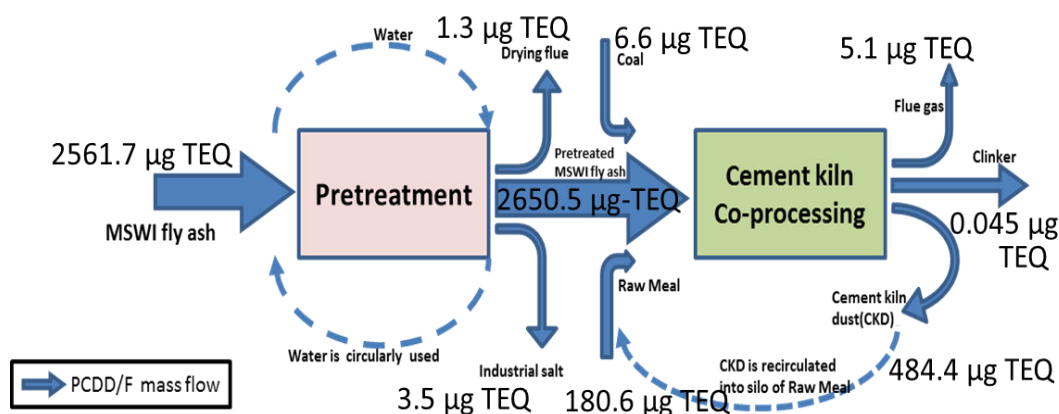 Water
1.3 µg TEQ
Drying flue
6.6 µg TEQ
Coal
5.1 µg TEQ
Flue gas
2561.7 µg TEQ
MSWI fly ash
Pretreatment
Pretreated
MSWI fly ash
2650.5 µg-TEQ
Cement kiln
Co-processing
Clinker
0.045 µg
TEQ
Raw Meal
Cement kiln
dust(CKD)
Water is circularly used
Industrial salt
3.5 µg TEQ
180.6 µg TEQ
CKD is recirculated
into silo of Raw Meal
484.4 µg TEQ
PCDD/F mass flow